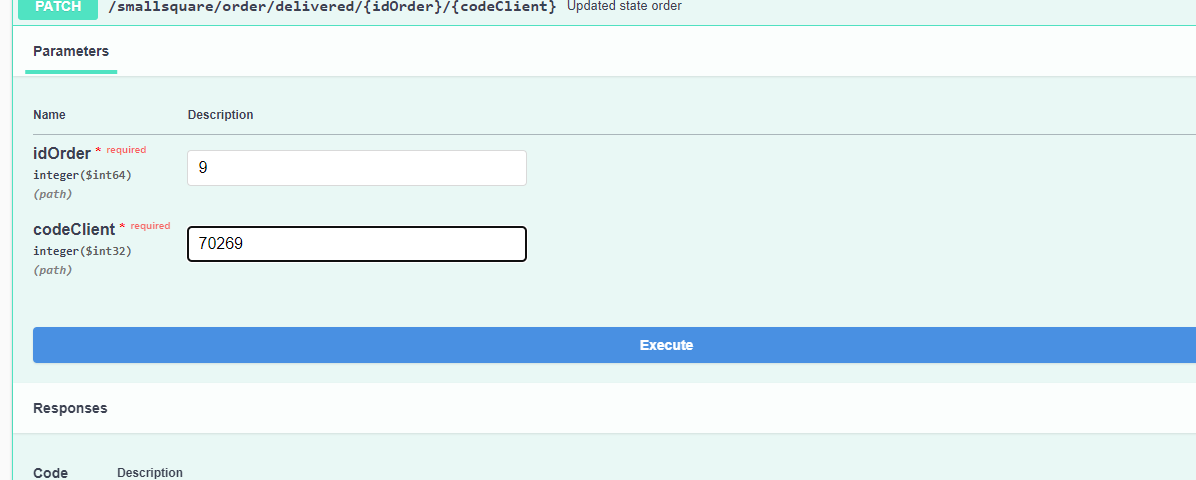 PATCH /smallsquare/order/delivered/{idOrder}/{codeClient} Updated state order
Parameters
Name Description
idOrder * required
integer($int64)
(path)
9
codeClient * required
integer($int32)
(path)
70269
Execute
Responses
Code Description